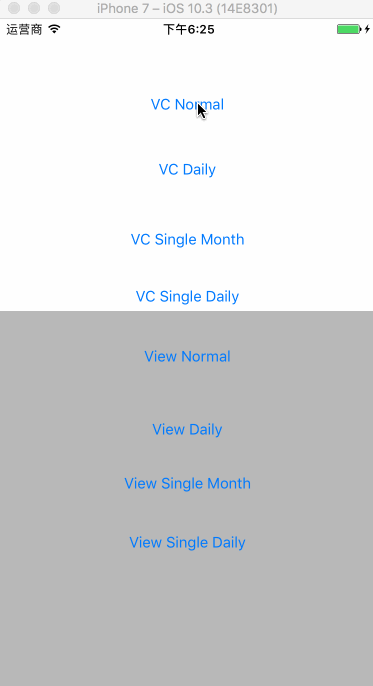 iPhone 7 – iOS 10.3 (14E8301)
运营商 下午6:25
VC Normal
VC Daily
VC Single Month
VC Single Daily
View Normal
View Daily
View Single Month
View Single Daily